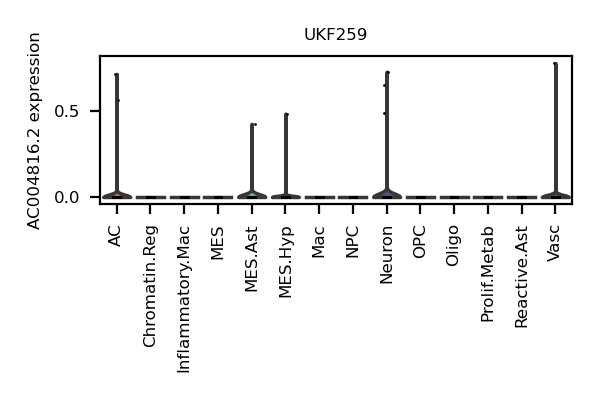 UKF259
AC004816.2 expression
0.5
0.0
AC
Chromatin.Reg
Inflammatory.Mac
MES
MES.Ast
MES.Hyp
Mac
NPC
Neuron
OPC
Oligo
Prolif.Metab
Reactive.Ast
Vasc